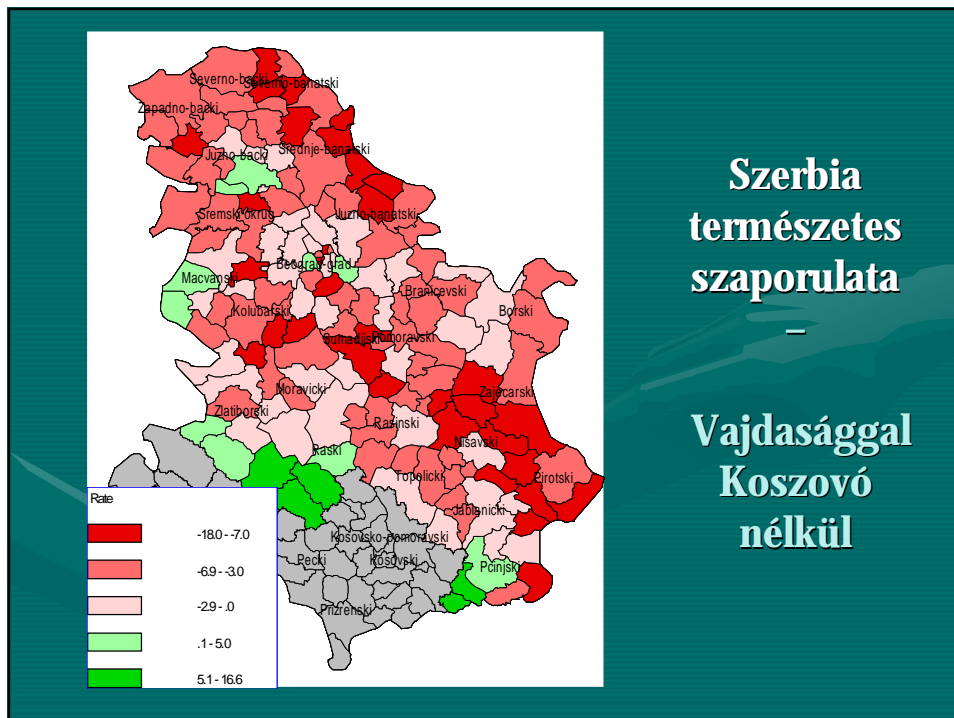 Severno-backi
Severno-banatski
Zapadno-backi
Juzno-backi
Srednje-banatski
Sremski okrug
Juzno-banatski
Beograd-grad
Macvanski
Branicevski
Kolubarski
Borski
Sumadijski
Pomoravski
Moravicki
Zajecarski
Zlatiborski
Rasinski
Raski
Nisavski
Toplicki
Pirotski
Jablanicki
Kosovsko-pomoravski
Pecki
Kosovski
Pcinjski
Prizrenski
Rate
-18.0 - -7.0
-6.9 - -3.0
-2.9 - .0
.1 - 5.0
5.1 - 16.6
Szerbia
természetes
szaporulata
–
Vajdasággal
Koszovó
nélkül